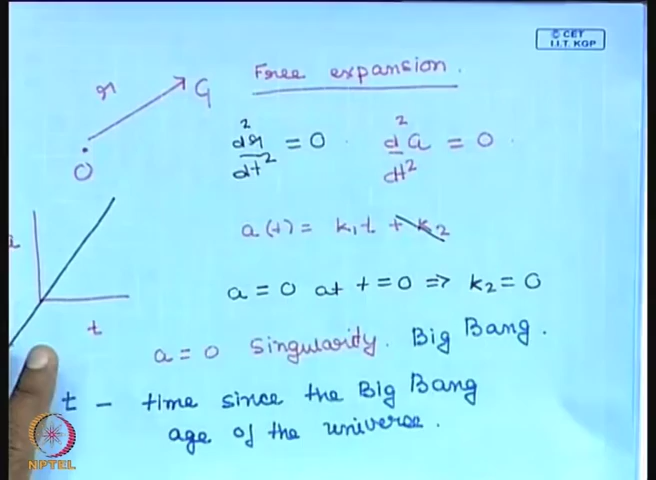 © CET
I.I.T. KGP
Free expansion.
r G
O
d²r/dt² = 0 . d²a/dt² = 0 .
a(t) = k₁t + k₂
a = 0 at t = 0 ⇒ k₂ = 0
a
t
a = 0 Singularity. Big Bang.
t – time since the Big Bang
age of the universe.
NPTEL